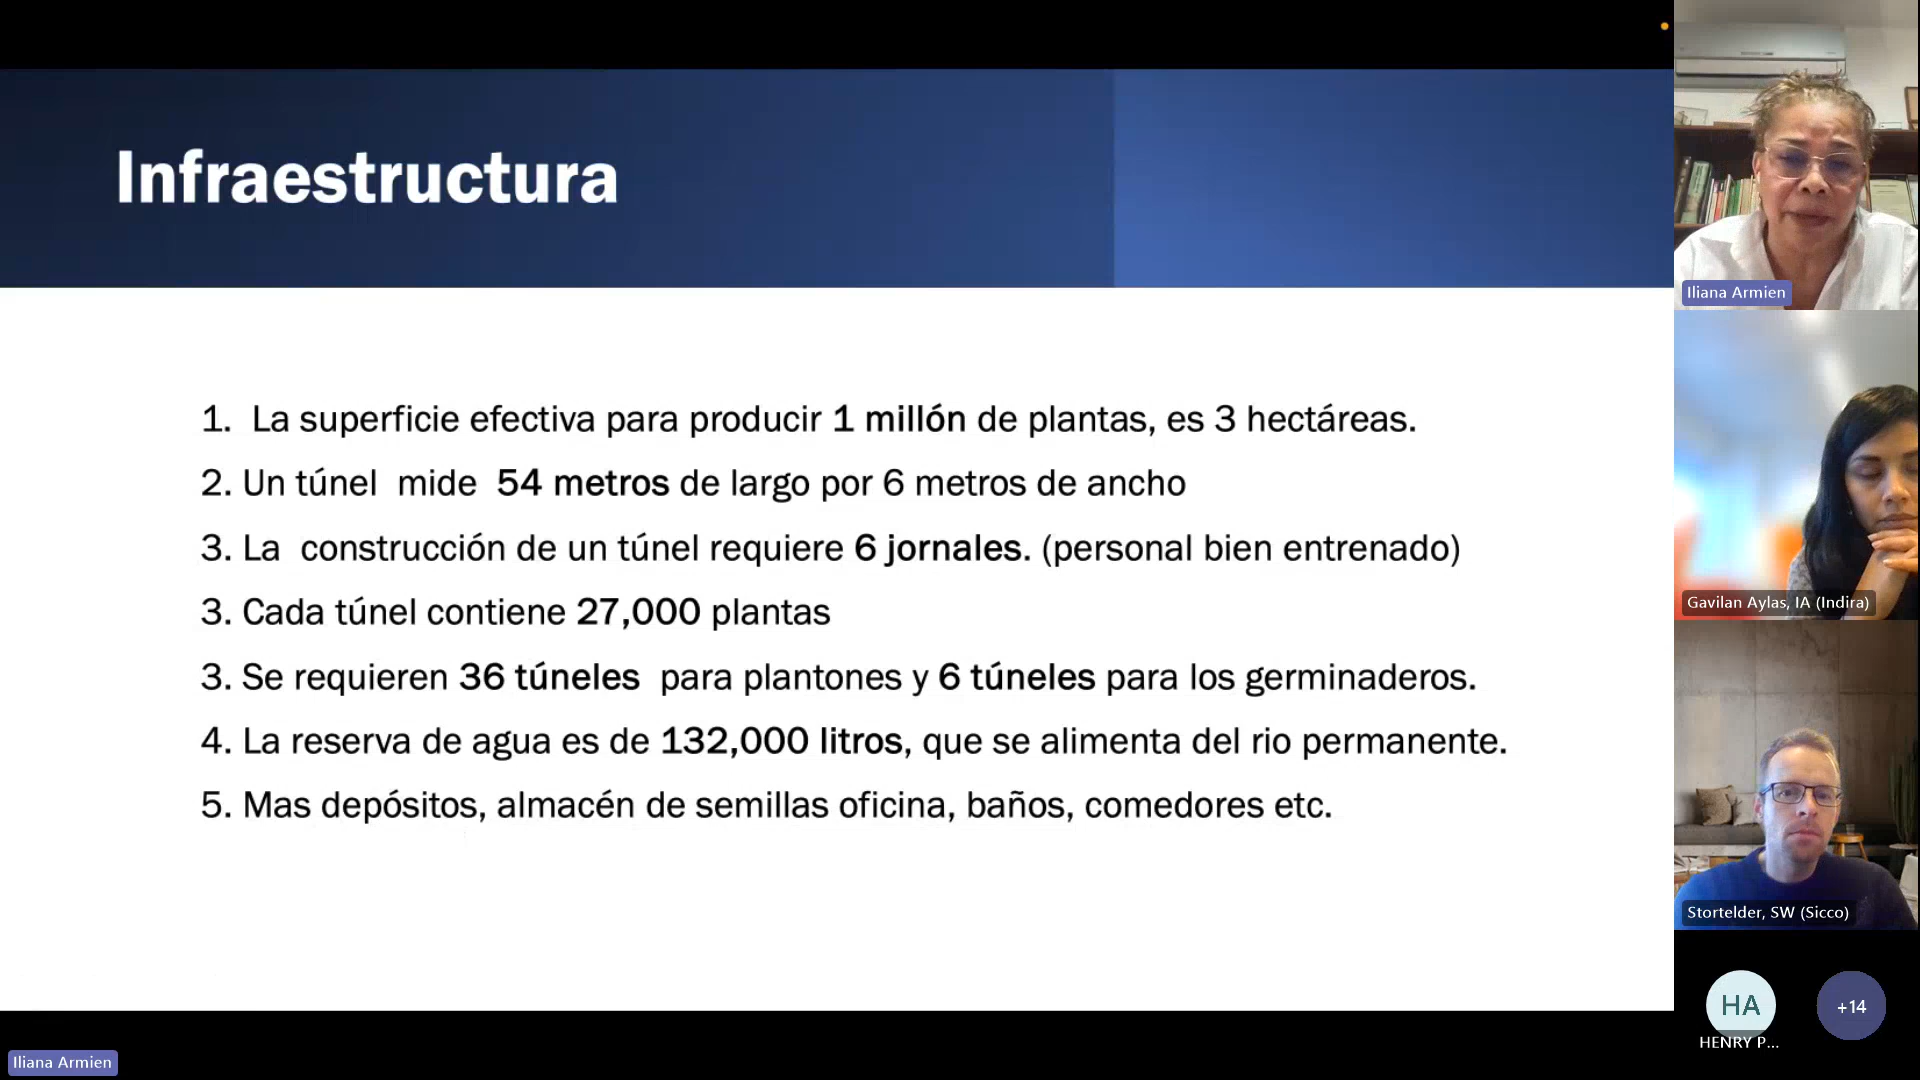 Infraestructura
1. La superficie efectiva para producir 1 millón de plantas, es 3 hectáreas.
2. Un túnel mide 54 metros de largo por 6 metros de ancho
3. La construcción de un túnel requiere 6 jornales. (personal bien entrenado)
3. Cada túnel contiene 27,000 plantas
3. Se requieren 36 túneles para plantones y 6 túneles para los germinaderos.
4. La reserva de agua es de 132,000 litros, que se alimenta del rio permanente.
5. Mas depósitos, almacén de semillas oficina, baños, comedores etc.
Iliana Armien
Gavilan Aylas, IA (Indira)
Stortelder, SW (Sicco)
HA
+14
HENRY P...
Iliana Armien